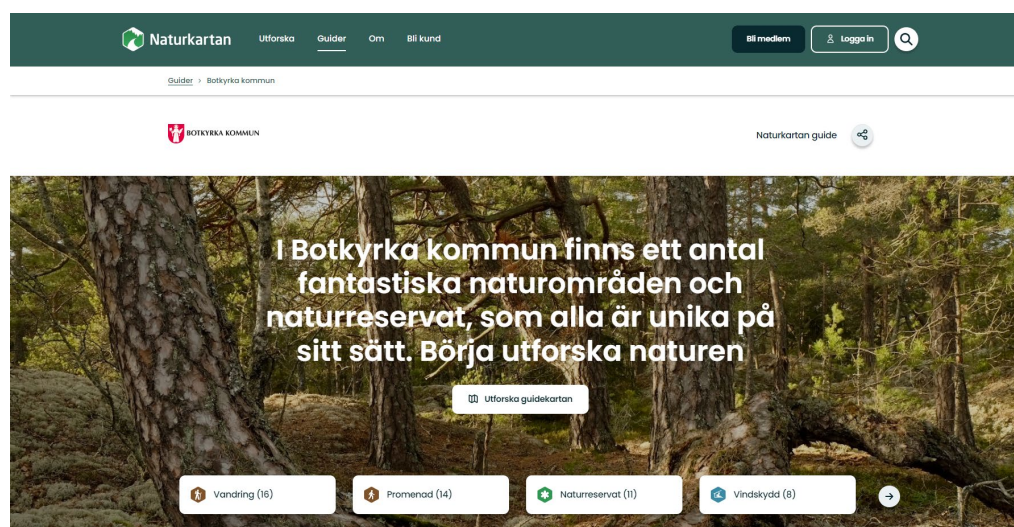 Naturkartan
Utforska
Guider
Om
Bli kund
Bli medlem
Logga in
Guider > Botkyrka kommun
BOTKYRKA KOMMUN
Naturkartan guide
I Botkyrka kommun finns ett antal
fantastiska naturområden och
naturreservat, som alla är unika på
sitt sätt. Börja utforska naturen
Utforska guidekartan
Vandring (16)
Promenad (14)
Naturreservat (11)
Vindskydd (8)